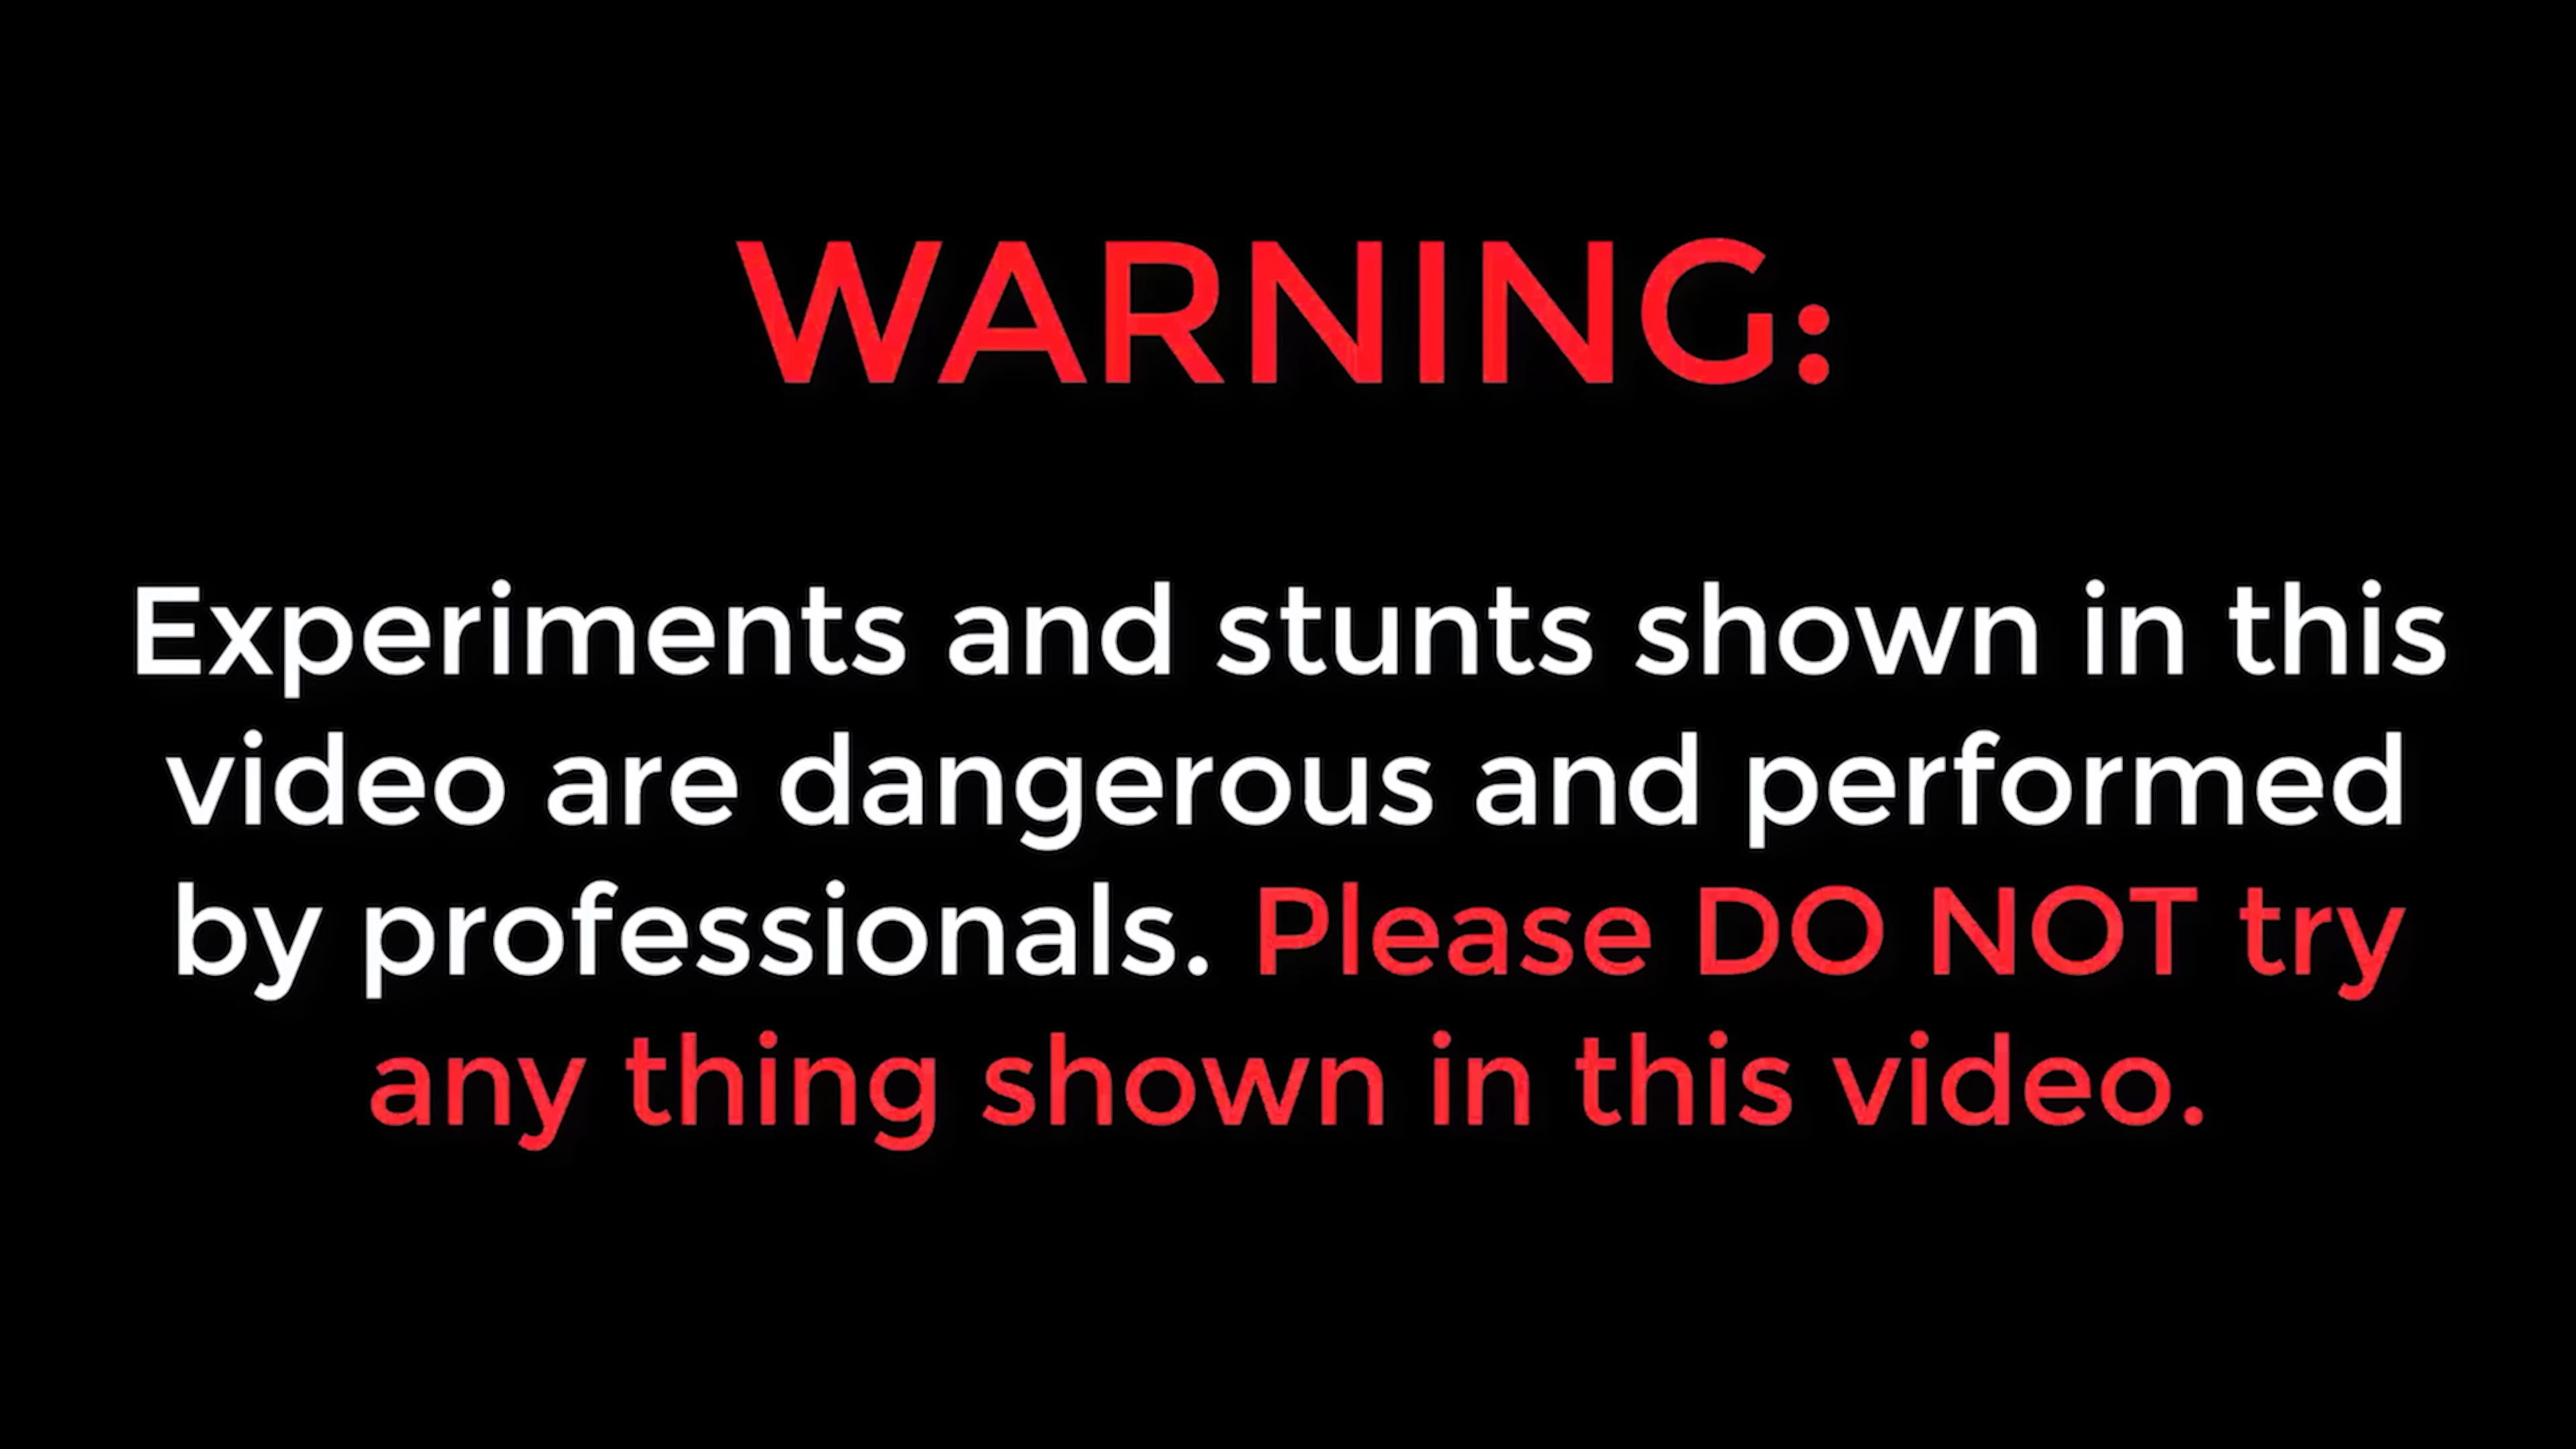 WARNING:
Experiments and stunts shown in this
video are dangerous and performed
by professionals. Please DO NOT try
any thing shown in this video.